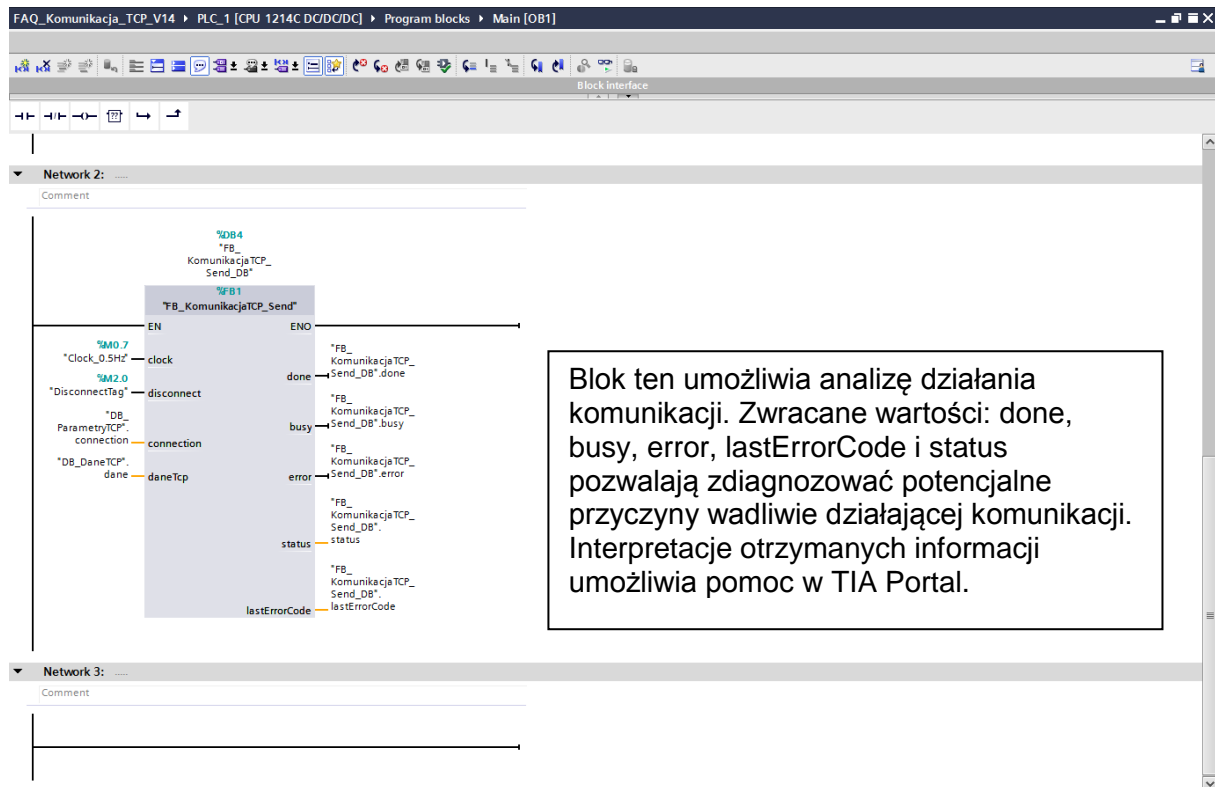 FAQ_Komunikacja_TCP_V14 ▸ PLC_1 [CPU 1214C DC/DC/DC] ▸ Program blocks ▸ Main [OB1]
Block interface
Network 2: .....
Comment
%DB4
"FB_
KomunikacjaTCP_
Send_DB"
%FB1
"FB_KomunikacjaTCP_Send"
EN
ENO
%M0.7
"Clock_0.5Hz"
clock
%M2.0
"DisconnectTag"
disconnect
"DB_
ParametryTCP".
connection
connection
"DB_DaneTCP".
dane
daneTcp
done
"FB_
KomunikacjaTCP_
Send_DB".done
busy
"FB_
KomunikacjaTCP_
Send_DB".busy
error
"FB_
KomunikacjaTCP_
Send_DB".error
status
"FB_
KomunikacjaTCP_
Send_DB".
status
lastErrorCode
"FB_
KomunikacjaTCP_
Send_DB".
lastErrorCode
Blok ten umożliwia analizę działania
komunikacji. Zwracane wartości: done,
busy, error, lastErrorCode i status
pozwalają zdiagnozować potencjalne
przyczyny wadliwie działającej komunikacji.
Interpretacje otrzymanych informacji
umożliwia pomoc w TIA Portal.
Network 3: .....
Comment